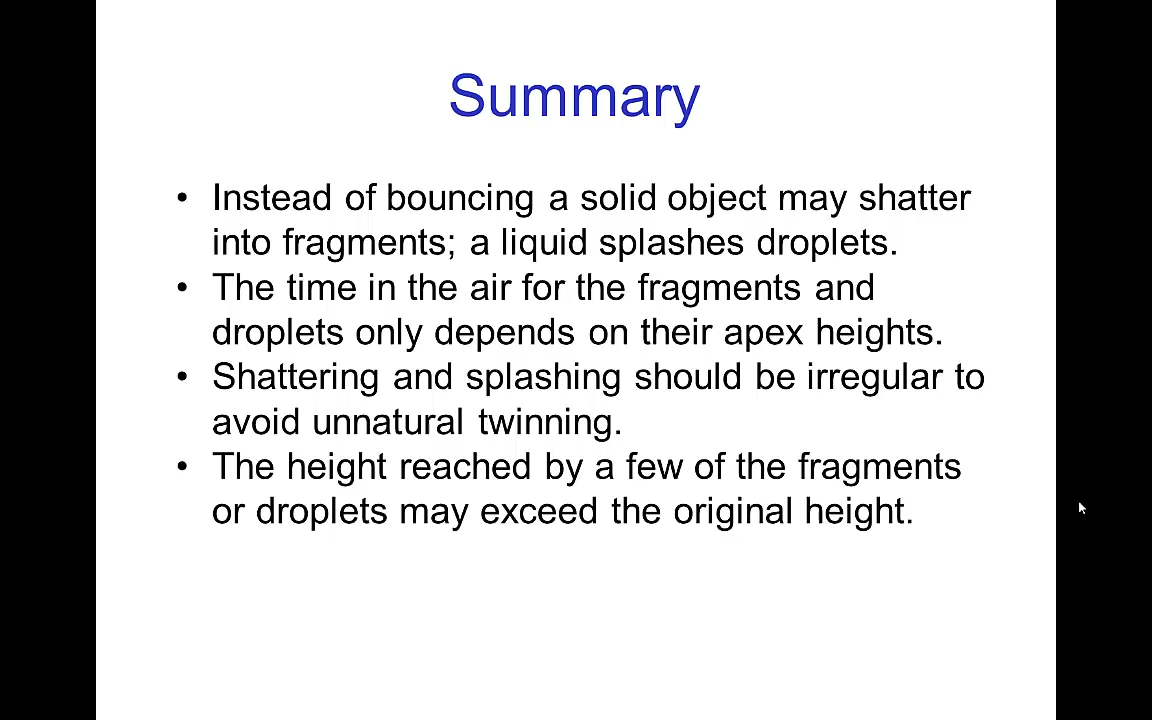 Summary
• Instead of bouncing a solid object may shatter
into fragments; a liquid splashes droplets.
• The time in the air for the fragments and
droplets only depends on their apex heights.
• Shattering and splashing should be irregular to
avoid unnatural twinning.
• The height reached by a few of the fragments
or droplets may exceed the original height.